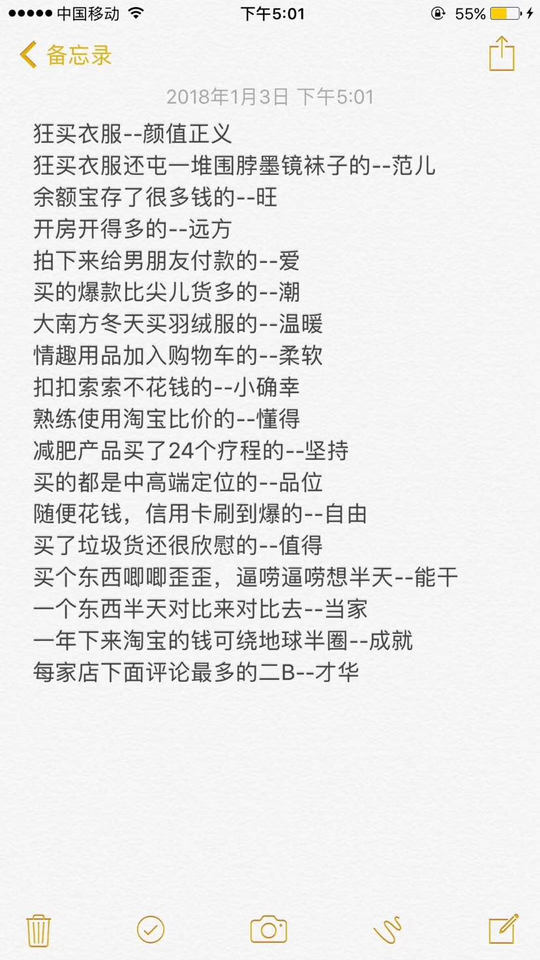 中国移动 下午5:01 55%
备忘录
2018年1月3日 下午5:01
狂买衣服--颜值正义
狂买衣服还屯一堆围脖墨镜袜子的--范儿
余额宝存了很多钱的--旺
开房开得多的--远方
拍下来给男朋友付款的--爱
买的爆款比尖儿货多的--潮
大南方冬天买羽绒服的--温暖
情趣用品加入购物车的--柔软
扣扣索索不花钱的--小确幸
熟练使用淘宝比价的--懂得
减肥产品买了24个疗程的--坚持
买的都是中高端定位的--品位
随便花钱，信用卡刷到爆的--自由
买了垃圾货还很欣慰的--值得
买个东西唧唧歪歪，逼唠逼唠想半天--能干
一个东西半天对比来对比去--当家
一年下来淘宝的钱可绕地球半圈--成就
每家店下面评论最多的二B--才华